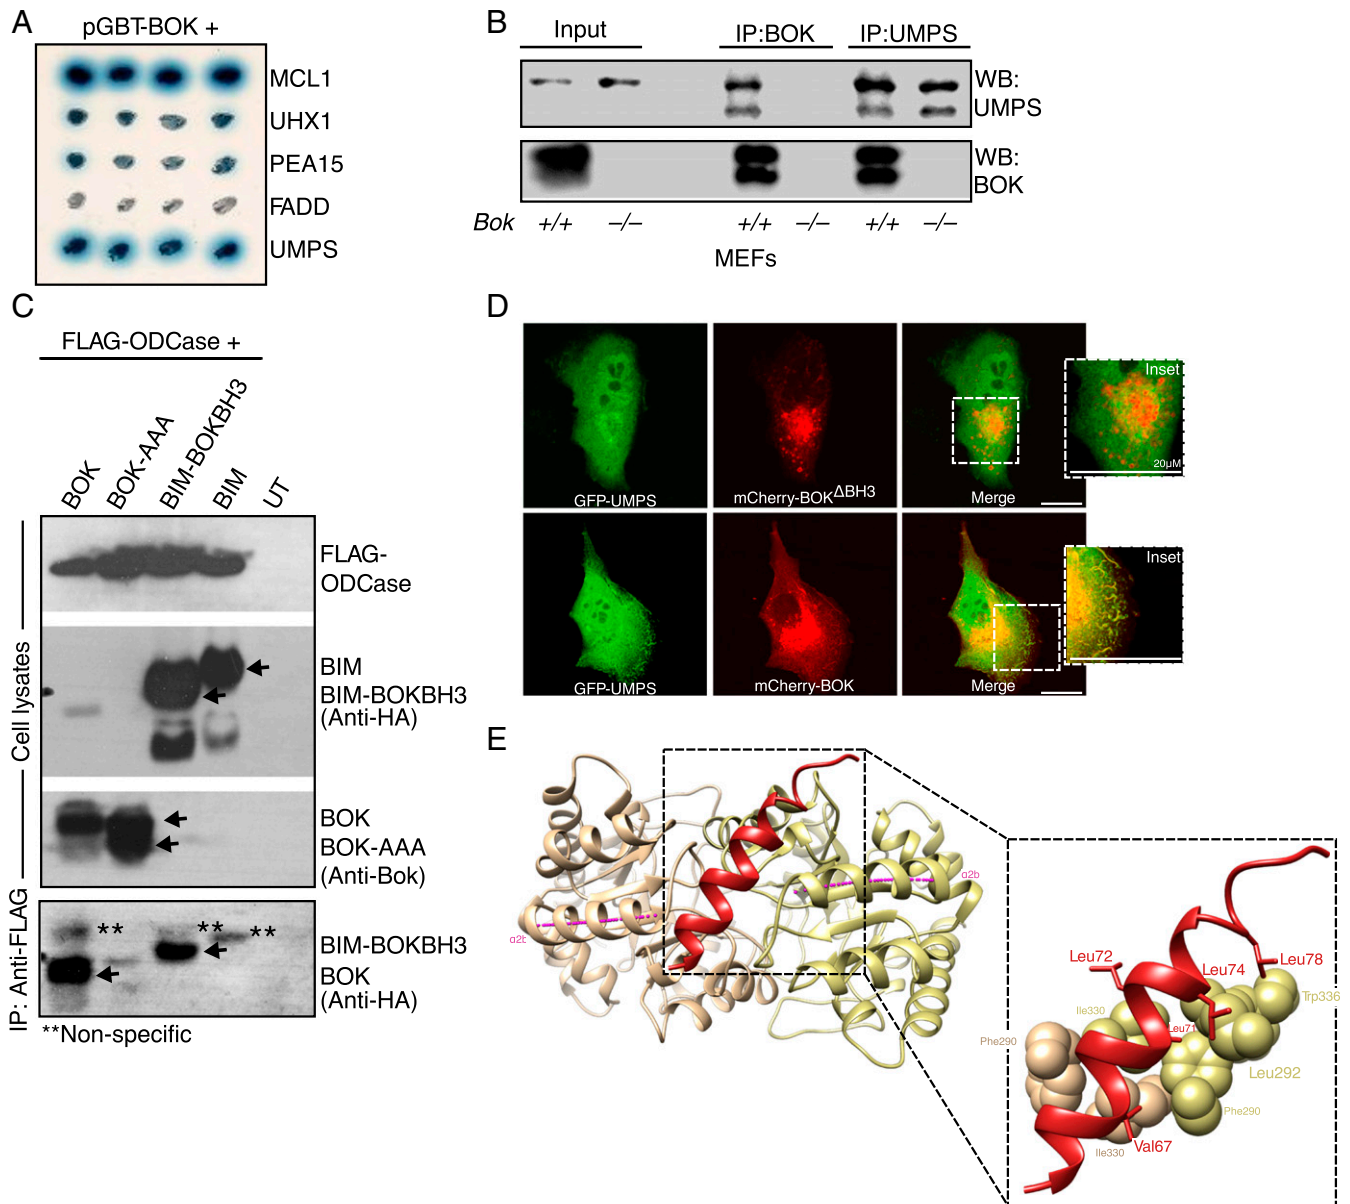 A
pGBT-BOK +
MCL1
UHX1
PEA15
FADD
UMPS
B
Input
IP:BOK
IP:UMPS
WB:
UMPS
WB:
BOK
Bok +/+ –/– +/+ –/– +/+ –/–
MEFs
C
FLAG-ODCase +
BOK
BOK-AAA
BIM-BOKBH3
BIM
UT
Cell lysates
FLAG-
ODCase
BIM
BIM-BOKBH3
(Anti-HA)
BOK
BOK-AAA
(Anti-Bok)
IP: Anti-FLAG
** ** **
BIM-BOKBH3
BOK
(Anti-HA)
**Non-specific
D
GFP-UMPS
mCherry-BOKΔBH3
Merge
Inset
20µM
GFP-UMPS
mCherry-BOK
Merge
Inset
E
α2b
α2b
Leu72
Leu74
Leu78
Trp336
Ile330
Leu71
Phe290
Leu292
Phe290
Val67
Ile330